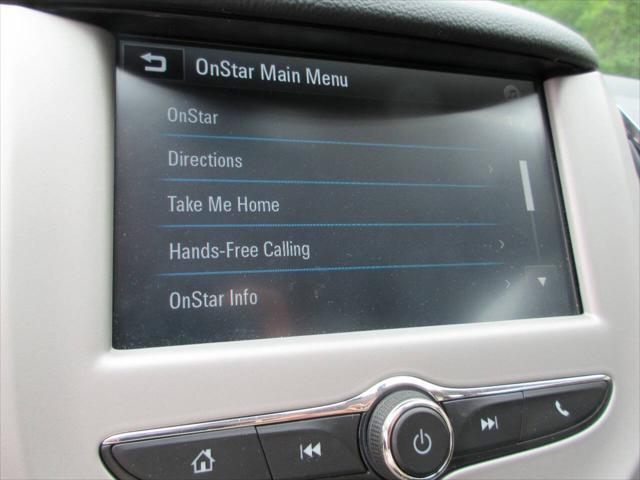 OnStar Main Menu
OnStar
Directions
Take Me Home
Hands-Free Calling
OnStar Info